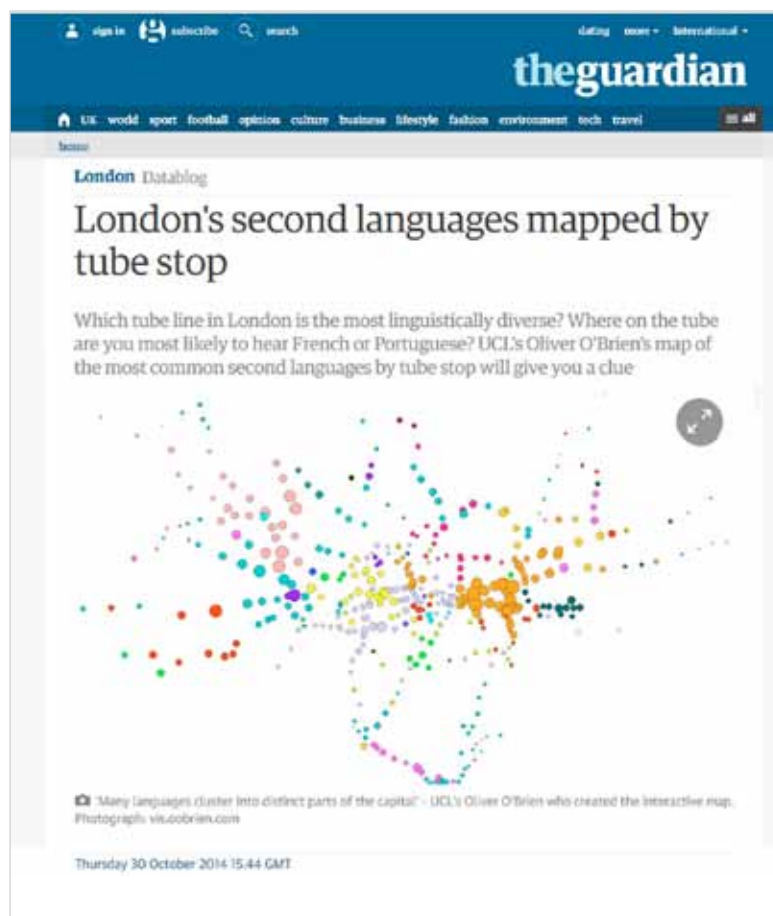 sign in subscribe search dating more International
theguardian
UK world sport football opinion culture business lifestyle fashion environment tech travel all
home
London Datablog
London's second languages mapped by
tube stop
Which tube line in London is the most linguistically diverse? Where on the tube
are you most likely to hear French or Portuguese? UCL's Oliver O'Brien's map of
the most common second languages by tube stop will give you a clue
'Many languages cluster into distinct parts of the capital' - UCL's Oliver O'Brien who created the interactive map.
Photograph: vis.oobrien.com
Thursday 30 October 2014 15.44 GMT